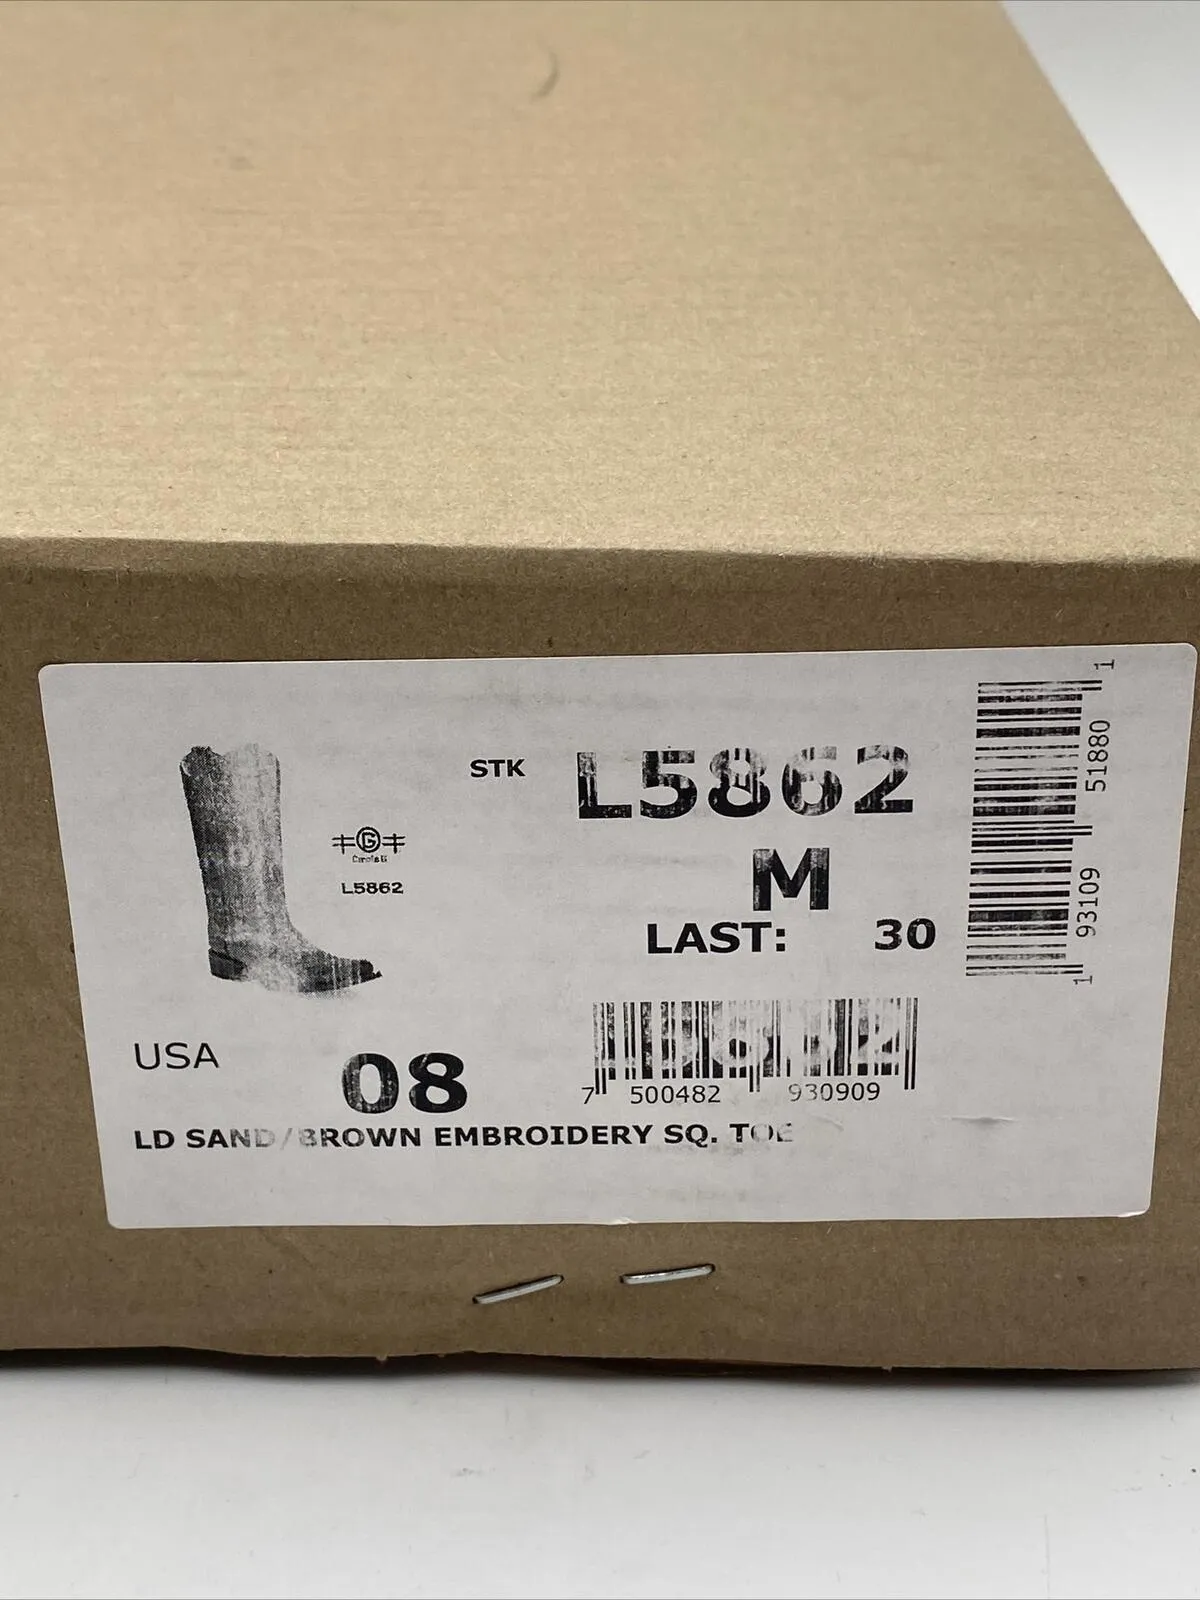 STK L5862
M
LAST: 30
G
L5862
USA 08
7 500482 930909
LD SAND/BROWN EMBROIDERY SQ. TOE
1 93109 51880 1